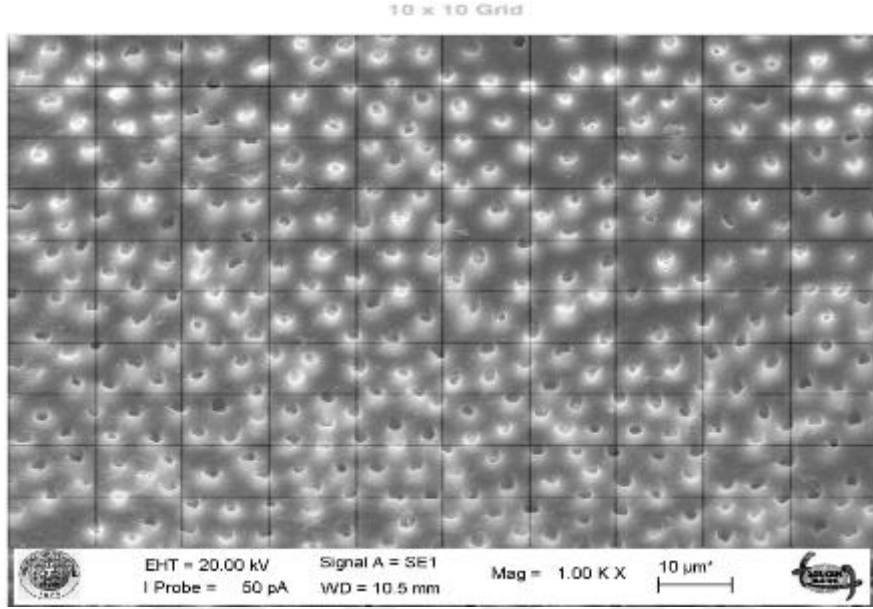 10 x 10 Grid
EHT = 20.00 kV
Signal A = SE1
Mag = 1.00 K X
10 µm*
I Probe = 50 pA
WD = 10.5 mm